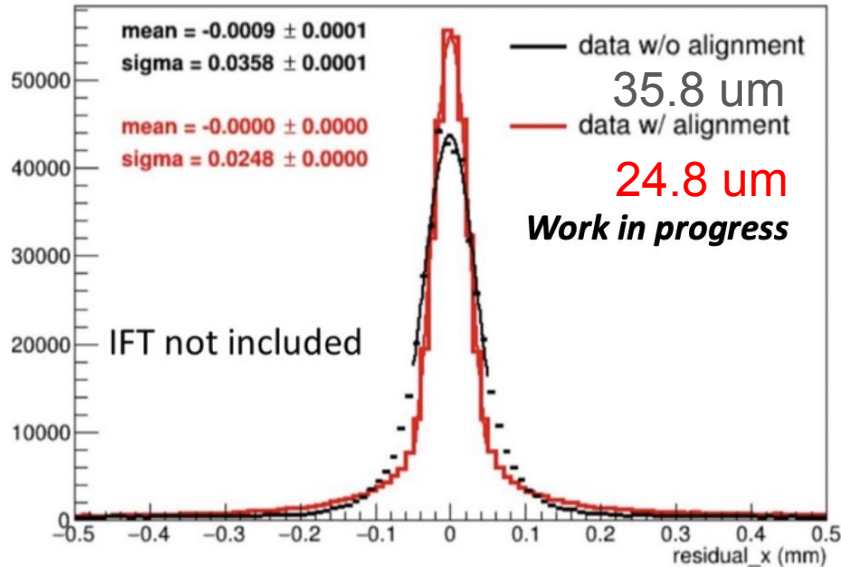 mean = -0.0009 ± 0.0001
sigma = 0.0358 ± 0.0001
mean = -0.0000 ± 0.0000
sigma = 0.0248 ± 0.0000
data w/o alignment
35.8 um
data w/ alignment
24.8 um
Work in progress
IFT not included
50000
40000
30000
20000
10000
0
−0.5 −0.4 −0.3 −0.2 −0.1 0 0.1 0.2 0.3 0.4 0.5
residual_x (mm)